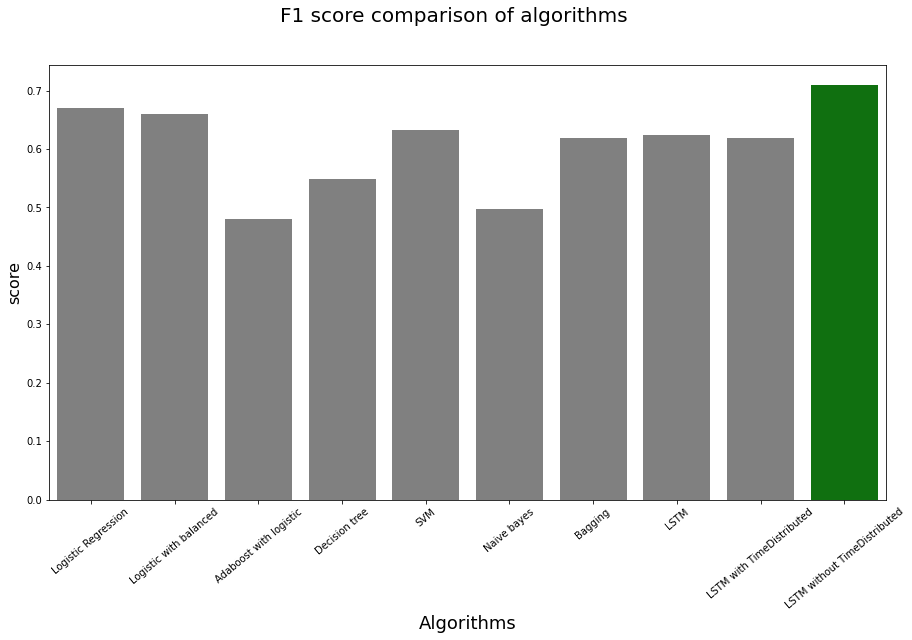 F1 score comparison of algorithms
score
0.7
0.6
0.5
0.4
0.3
0.2
0.1
0.0
Logistic Regression
Logistic with balanced
Adaboost with logistic
Decision tree
SVM
Naive bayes
Bagging
LSTM
LSTM with TimeDistributed
LSTM without TimeDistributed
Algorithms